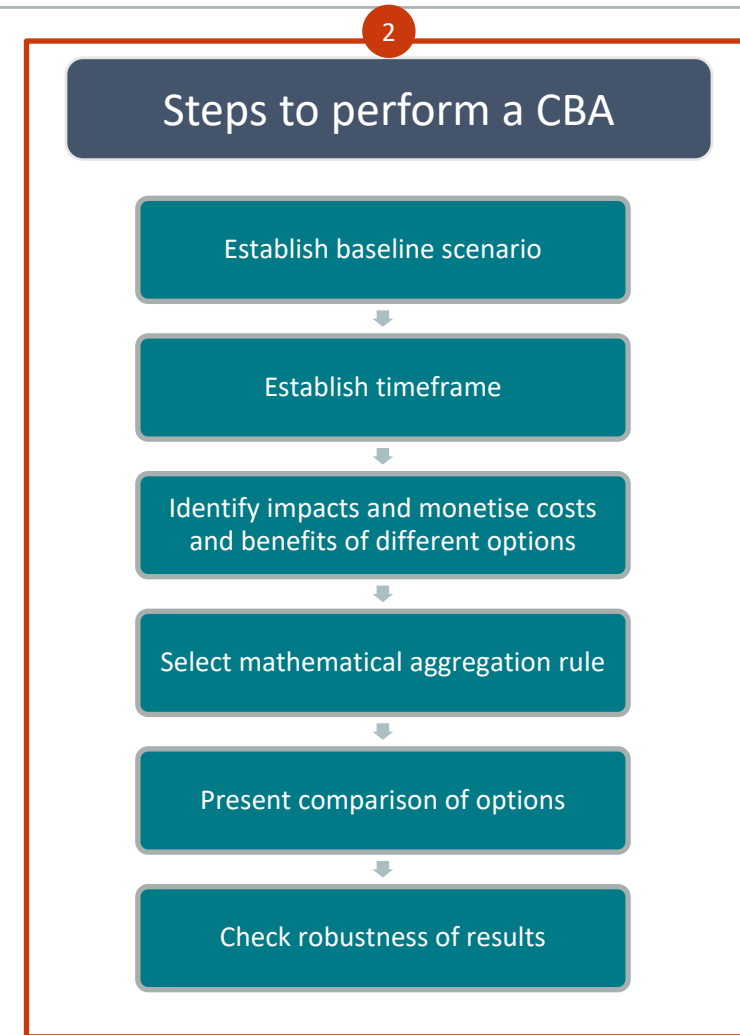 2
Steps to perform a CBA
Establish baseline scenario
Establish timeframe
Identify impacts and monetise costs
and benefits of different options
Select mathematical aggregation rule
Present comparison of options
Check robustness of results